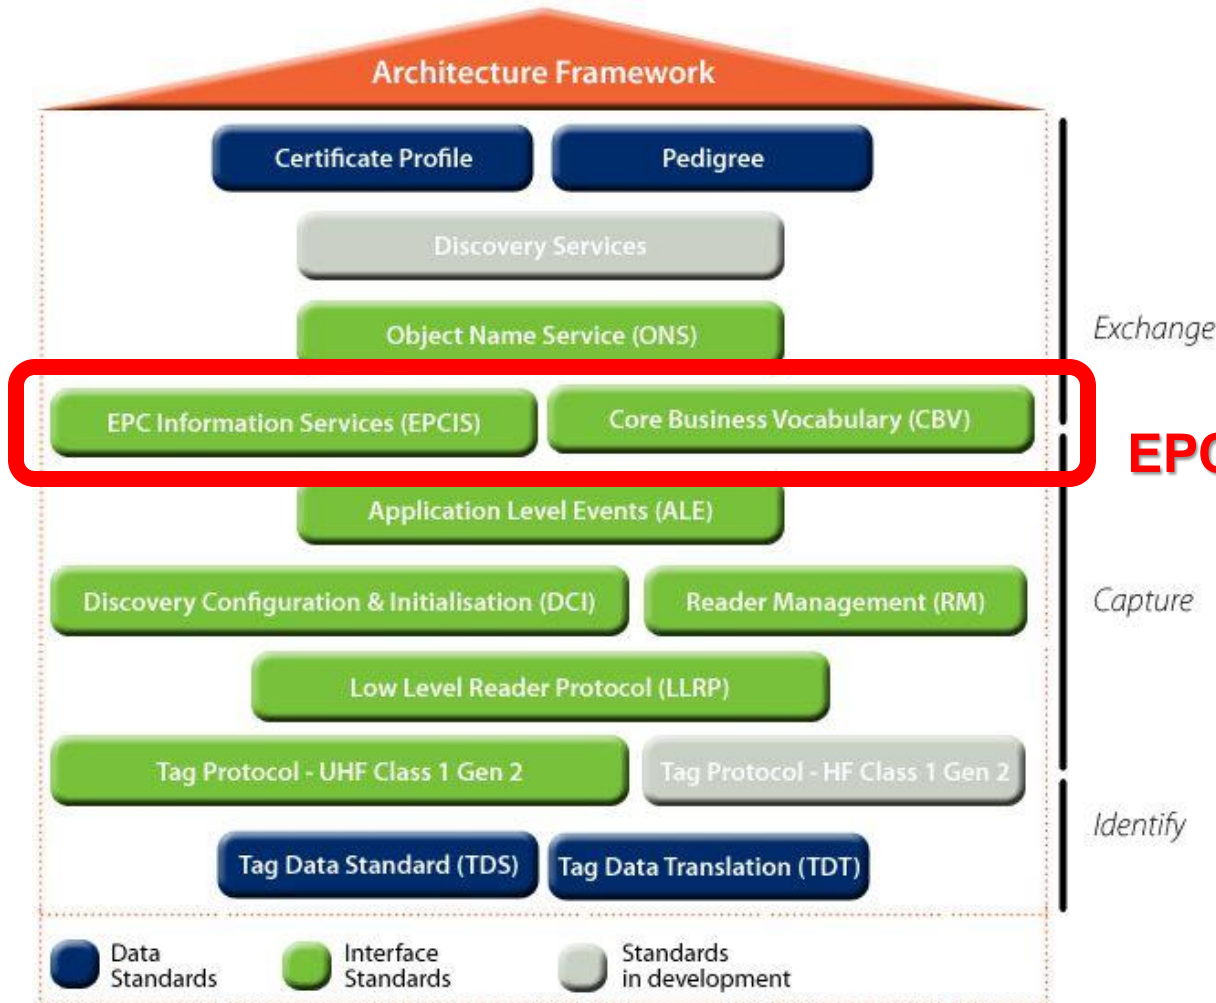 Architecture Framework
Certificate Profile
Pedigree
Discovery Services
Object Name Service (ONS)
Exchange
EPC Information Services (EPCIS)
Core Business Vocabulary (CBV)
EPC
Application Level Events (ALE)
Discovery Configuration & Initialisation (DCI)
Reader Management (RM)
Capture
Low Level Reader Protocol (LLRP)
Tag Protocol - UHF Class 1 Gen 2
Tag Protocol - HF Class 1 Gen 2
Identify
Tag Data Standard (TDS)
Tag Data Translation (TDT)
Data
Standards
Interface
Standards
Standards
in development